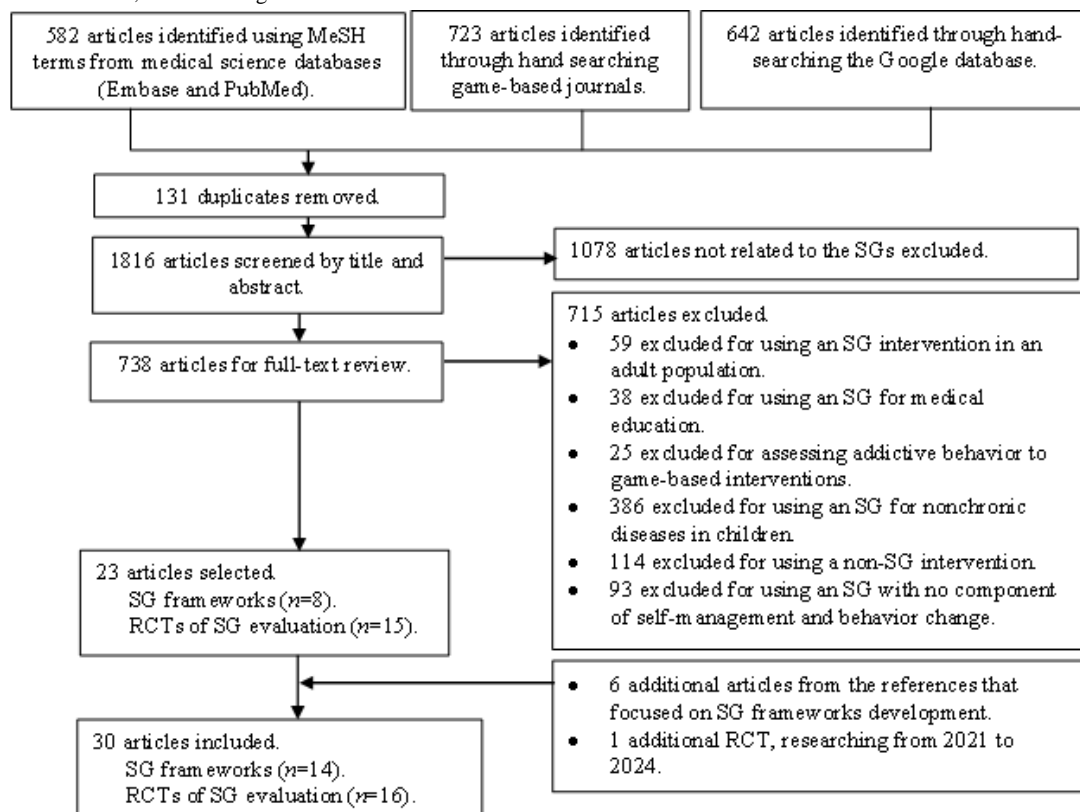 582 articles identified using MeSH
terms from medical science databases
(Embase and PubMed).
723 articles identified
through hand searching
game-based journals.
642 articles identified through hand-
searching the Google database.
131 duplicates removed.
1816 articles screened by title and
abstract.
1078 articles not related to the SGs excluded.
738 articles for full-text review.
715 articles excluded.
● 59 excluded for using an SG intervention in an
adult population.
● 38 excluded for using an SG for medical
education.
● 25 excluded for assessing addictive behavior to
game-based interventions.
● 386 excluded for using an SG for nonchronic
diseases in children.
● 114 excluded for using a non-SG intervention.
● 93 excluded for using an SG with no component
of self-management and behavior change.
23 articles selected.
SG frameworks (n=8).
RCTs of SG evaluation (n=15).
● 6 additional articles from the references that
focused on SG frameworks development.
● 1 additional RCT, researching from 2021 to
2024.
30 articles included.
SG frameworks (n=14).
RCTs of SG evaluation (n=16).